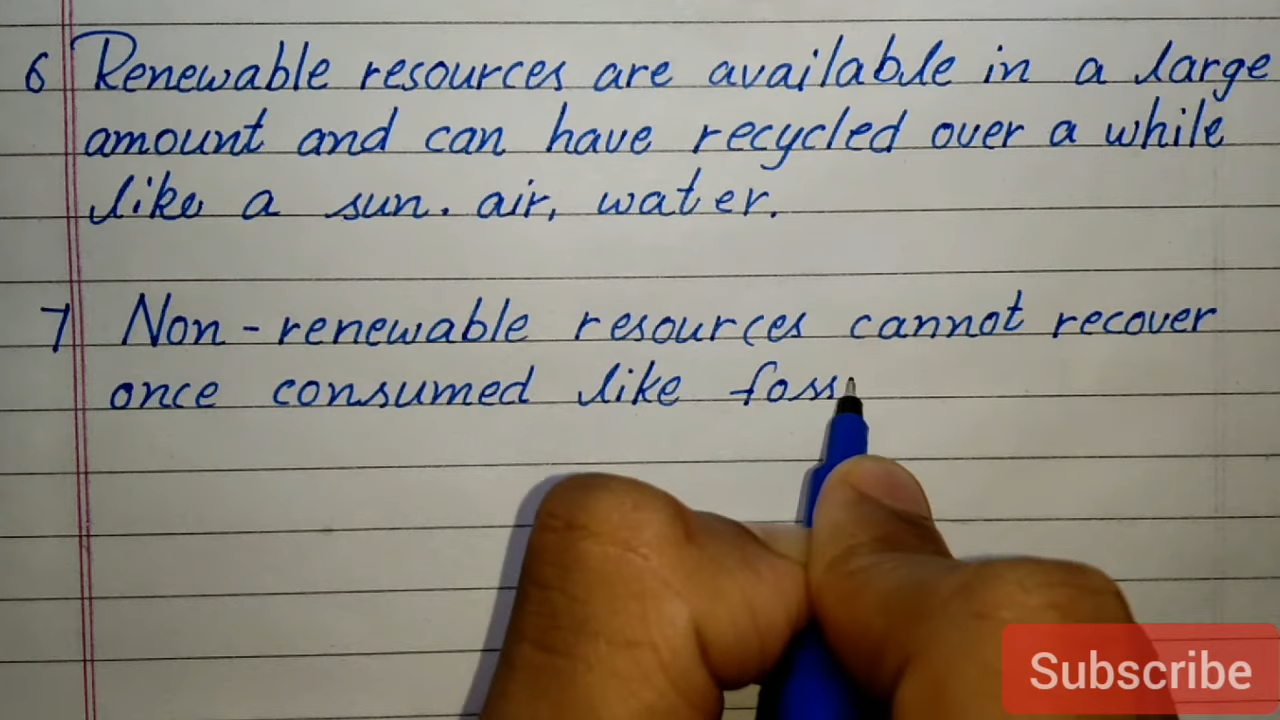 6 Renewable resources are available in a large
amount and can have recycled over a while
like a sun. air, water.
7 Non-renewable resources cannot recover
once consumed like foss
Subscribe